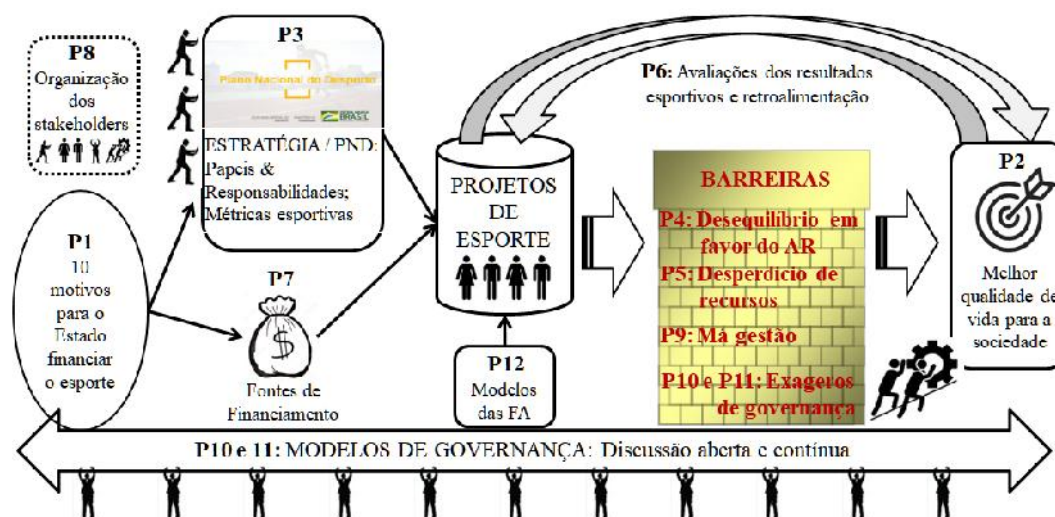 P8
Organização
dos
stakeholders
P3
Plano Nacional do Desporto
BRASIL
ESTRATÉGIA / PND:
Papeis &
Responsabilidades;
Métricas esportivas
P1
10
motivos
para o
Estado
financiar
o esporte
P7
$
Fontes de
Financiamento
PROJETOS
DE
ESPORTE
P12
Modelos
das FA
P6: Avaliações dos resultados
esportivos e retroalimentação
BARREIRAS
P4: Desequilíbrio em
favor do AR
P5: Desperdício de
recursos
P9: Má gestão
P10 e P11: Exageros
de governança
P2
Melhor
qualidade de
vida para a
sociedade
P10 e 11: MODELOS DE GOVERNANÇA: Discussão aberta e contínua